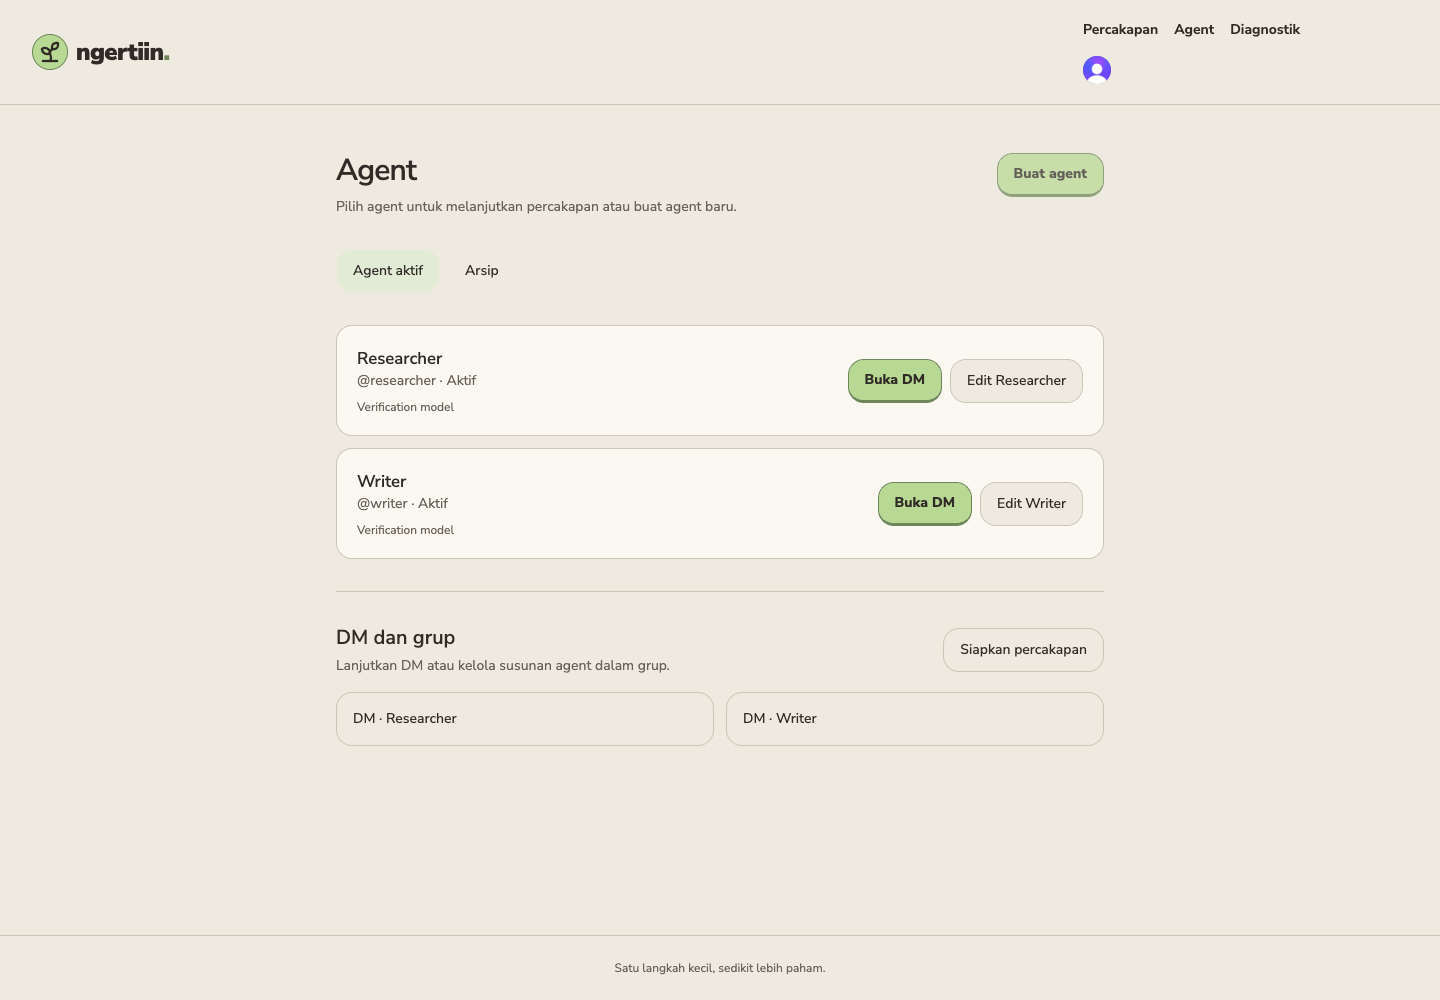 ngertiin.
Percakapan Agent Diagnostik
Agent
Buat agent
Pilih agent untuk melanjutkan percakapan atau buat agent baru.
Agent aktif
Arsip
Researcher
@researcher · Aktif
Verification model
Buka DM
Edit Researcher
Writer
@writer · Aktif
Verification model
Buka DM
Edit Writer
DM dan grup
Lanjutkan DM atau kelola susunan agent dalam grup.
Siapkan percakapan
DM · Researcher
DM · Writer
Satu langkah kecil, sedikit lebih paham.